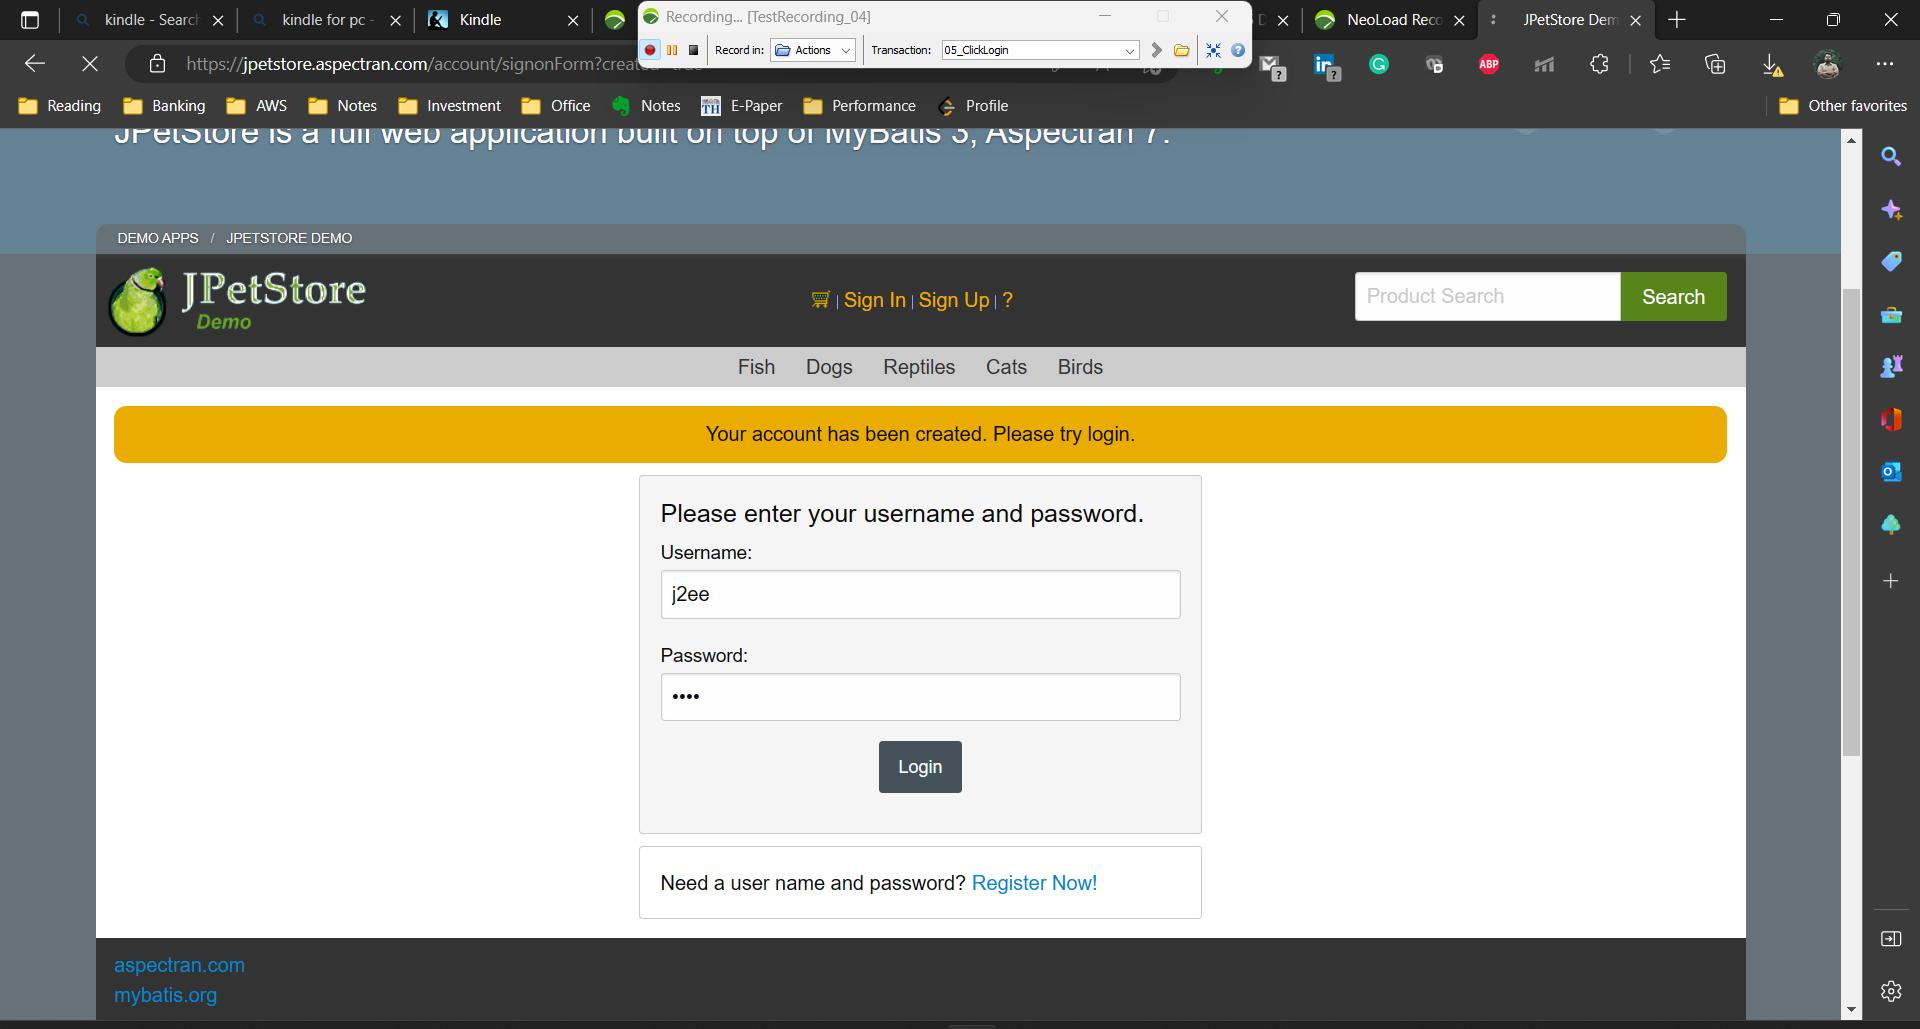 kindle - Search
kindle for pc -
Kindle
Recording... [TestRecording_04]
NeoLoad Reco
JPetStore Dem
Record in:
Actions
Transaction:
05_ClickLogin
https://jpetstore.aspectran.com/account/signonForm?created=true
ABP
Reading
Banking
AWS
Notes
Investment
Office
Notes
TH
E-Paper
Performance
Profile
Other favorites
JPetStore is a full web application built on top of MyBatis 3, Aspectran 7.
DEMO APPS / JPETSTORE DEMO
JPetStore
Demo
| Sign In | Sign Up | ?
Product Search
Search
Fish
Dogs
Reptiles
Cats
Birds
Your account has been created. Please try login.
Please enter your username and password.
Username:
j2ee
Password:
••••
Login
Need a user name and password? Register Now!
aspectran.com
mybatis.org